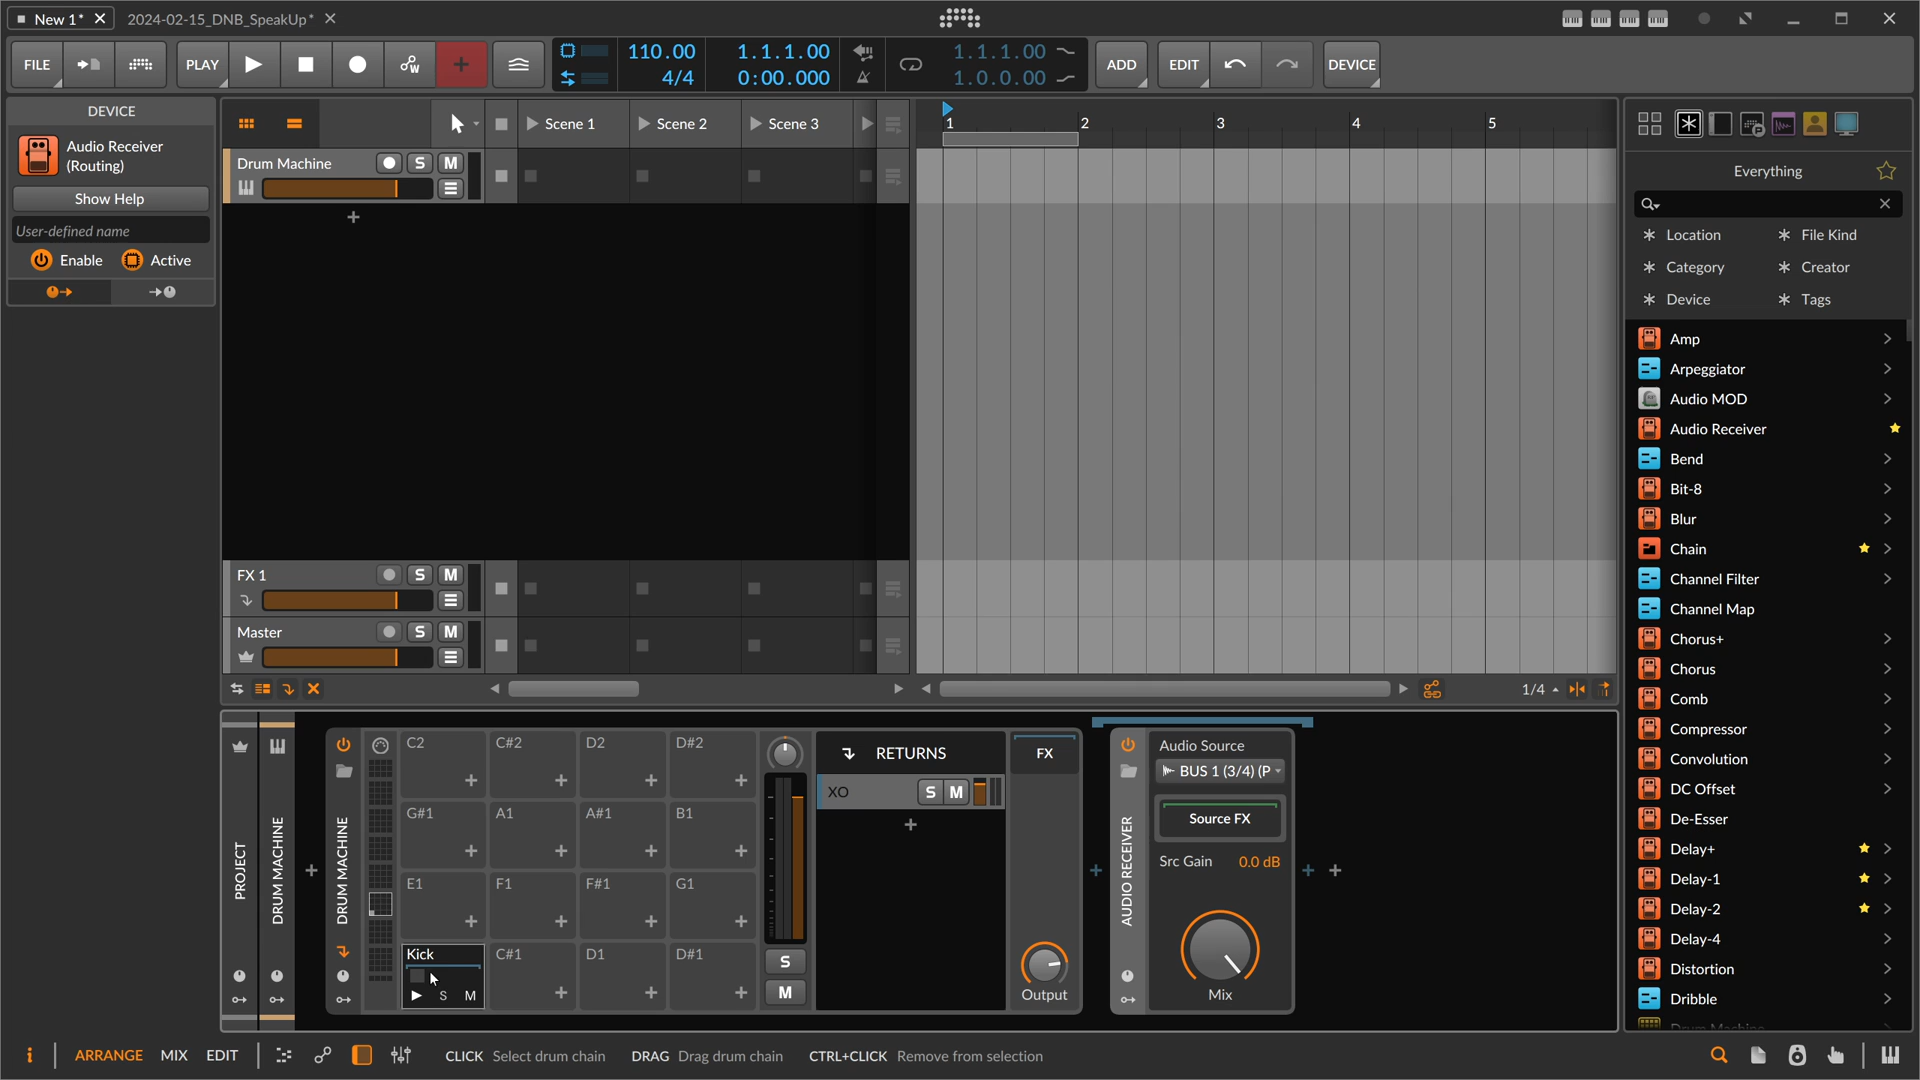 New 1*
2024-02-15_DNB_SpeakUp*
FILE
PLAY
110.00
4/4
1.1.1.00
0:00.000
1.1.1.00
1.0.0.00
ADD
EDIT
DEVICE
DEVICE
Audio Receiver
(Routing)
Show Help
User-defined name
Enable
Active
Scene 1
Scene 2
Scene 3
Drum Machine
S
M
FX 1
S
M
Master
S
M
1
2
3
4
5
1/4
Everything
Location
File Kind
Category
Creator
Device
Tags
Amp
Arpeggiator
Audio MOD
Audio Receiver
Bend
Bit-8
Blur
Chain
Channel Filter
Channel Map
Chorus+
Chorus
Comb
Compressor
Convolution
DC Offset
De-Esser
Delay+
Delay-1
Delay-2
Delay-4
Distortion
Dribble
Drum Machine
PROJECT
DRUM MACHINE
DRUM MACHINE
C2
C#2
D2
D#2
G#1
A1
A#1
B1
E1
F1
F#1
G1
Kick
S
M
C#1
D1
D#1
S
M
RETURNS
XO
S
M
FX
Output
AUDIO RECEIVER
Audio Source
BUS 1 (3/4) (P
Source FX
Src Gain
0.0 dB
Mix
i
ARRANGE
MIX
EDIT
CLICK Select drum chain
DRAG Drag drum chain
CTRL+CLICK Remove from selection